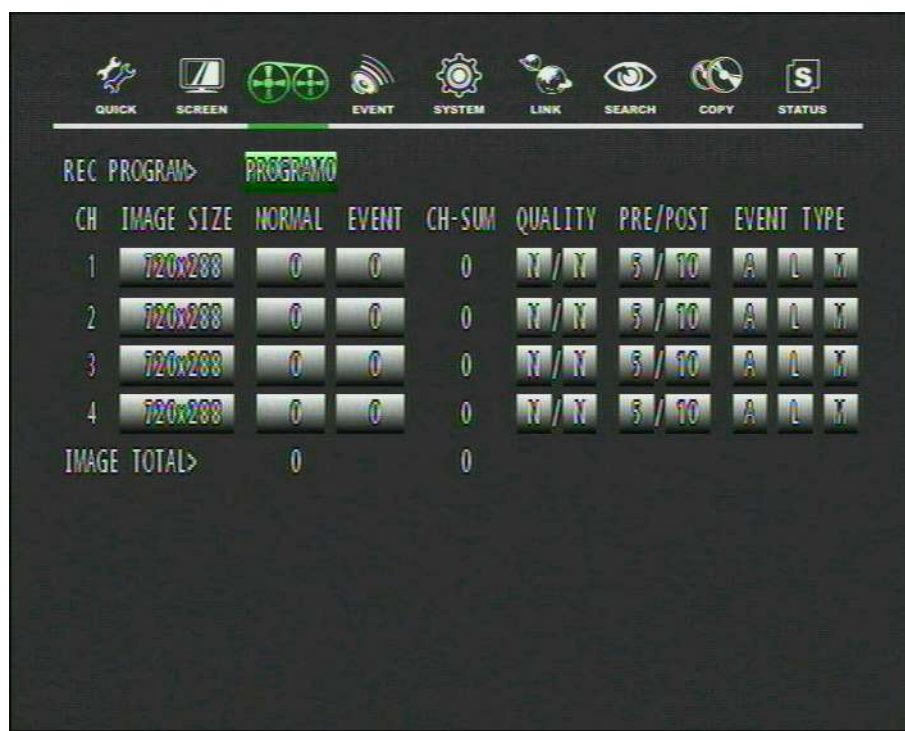 QUICK SCREEN EVENT SYSTEM LINK SEARCH COPY S STATUS
REC PROGRAM> PROGRAM0
CH IMAGE SIZE NORMAL EVENT CH-SUM QUALITY PRE/POST EVENT TYPE
1 720x288 0 0 0 N / N 5 / 10 A L M
2 720x288 0 0 0 N / N 5 / 10 A L M
3 720x288 0 0 0 N / N 5 / 10 A L M
4 720x288 0 0 0 N / N 5 / 10 A L M
IMAGE TOTAL> 0 0